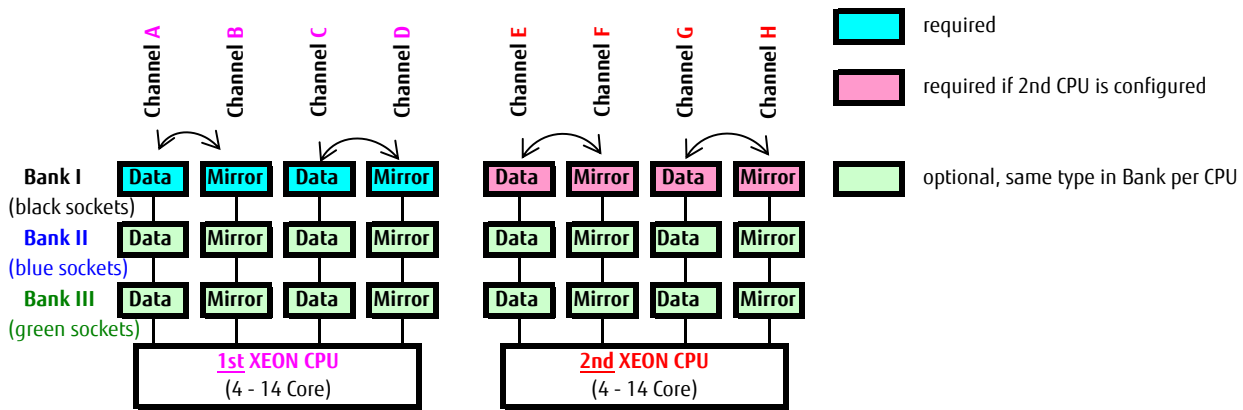 Channel A
Channel B
Channel C
Channel D
Channel E
Channel F
Channel G
Channel H
required
required if 2nd CPU is configured
optional, same type in Bank per CPU
Bank I
(black sockets)
Data Mirror Data Mirror Data Mirror Data Mirror
Bank II
(blue sockets)
Data Mirror Data Mirror Data Mirror Data Mirror
Bank III
(green sockets)
Data Mirror Data Mirror Data Mirror Data Mirror
1st XEON CPU
(4 - 14 Core)
2nd XEON CPU
(4 - 14 Core)